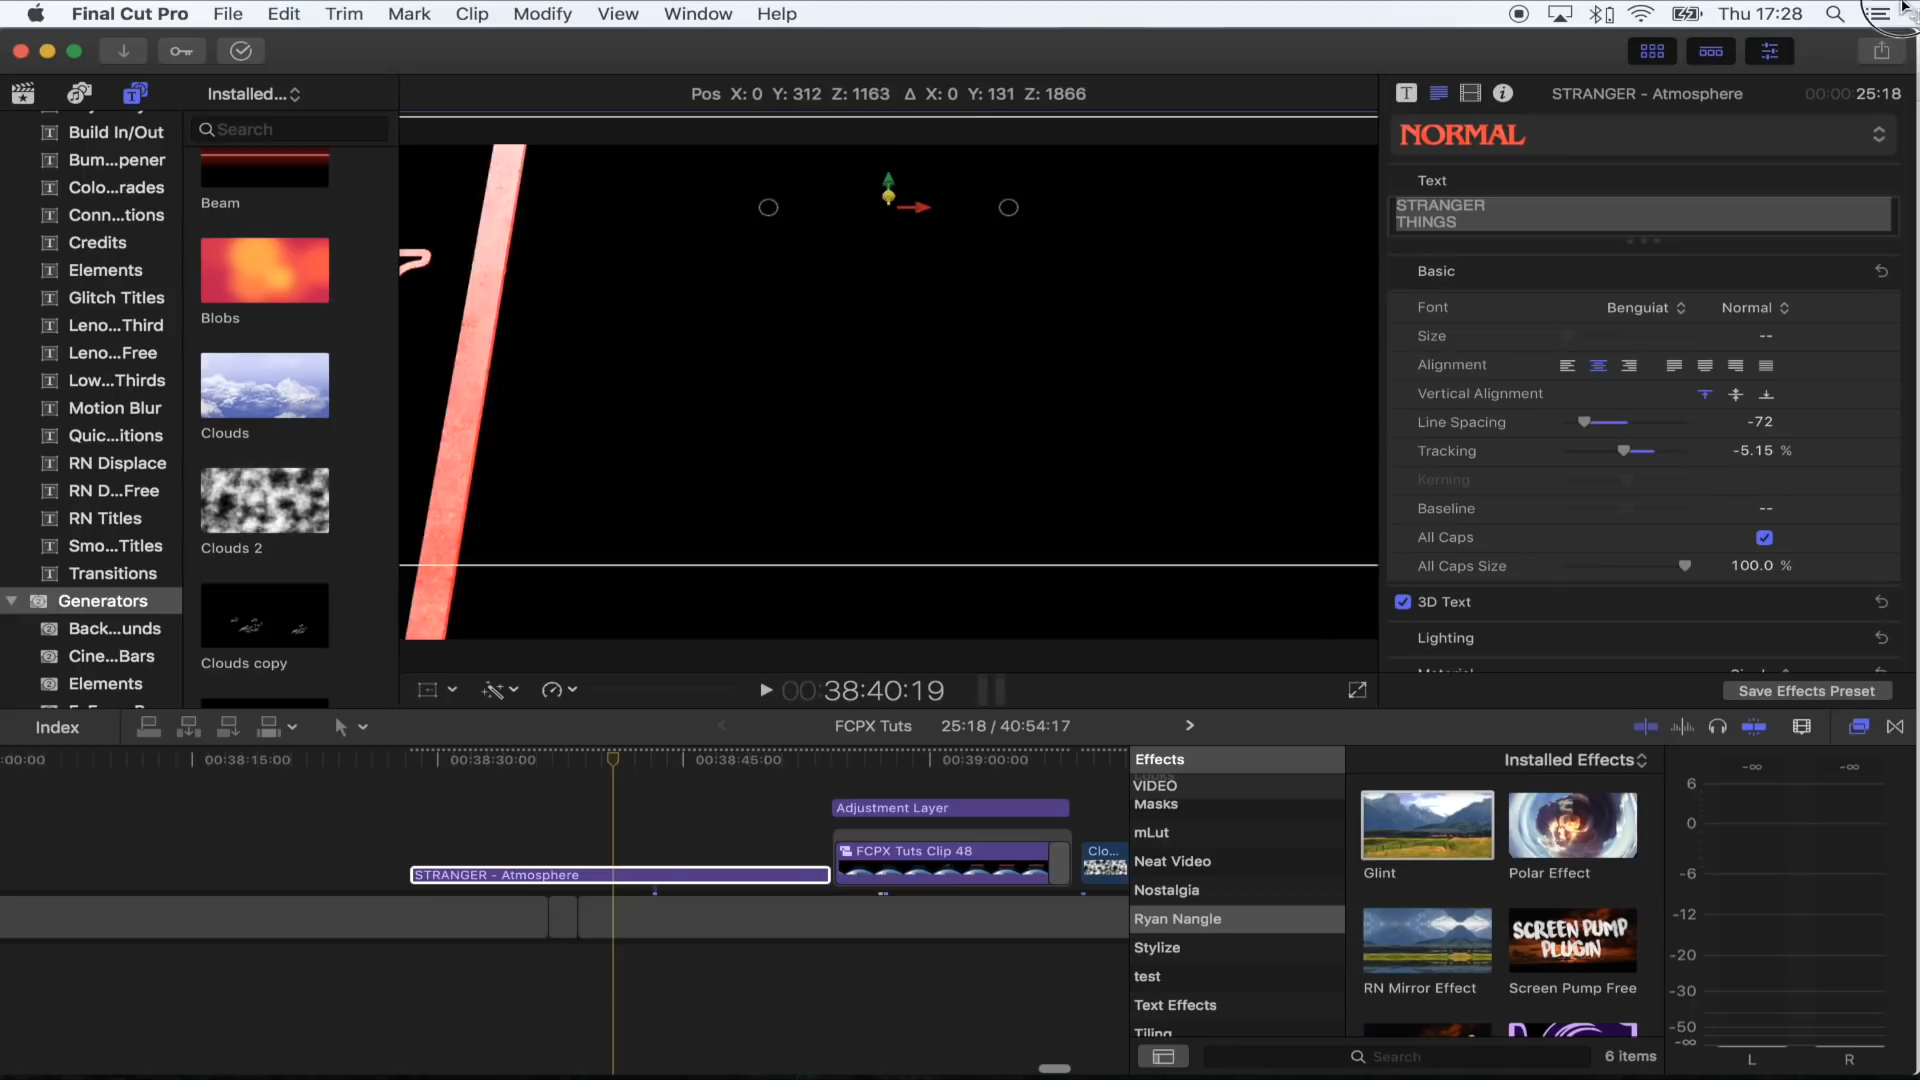 Final Cut Pro File Edit Trim Mark Clip Modify View Window Help Thu 17:28
Installed...
Pos X: 0 Y: 312 Z: 1163 Δ X: 0 Y: 131 Z: 1866
STRANGER - Atmosphere 00:00:25:18
Build In/Out
Bum...pener
Colo...rades
Conn...tions
Credits
Elements
Glitch Titles
Leno...Third
Leno...Free
Low...Thirds
Motion Blur
Quic...itions
RN Displace
RN D...Free
RN Titles
Smo...Titles
Transitions
Generators
Back...unds
Cine...Bars
Elements
Search
Beam
Blobs
Clouds
Clouds 2
Clouds copy
NORMAL
Text
STRANGER
THINGS
Basic
Font Benguiat Normal
Size --
Alignment
Vertical Alignment
Line Spacing -72
Tracking -5.15 %
Kerning
Baseline --
All Caps
All Caps Size 100.0 %
3D Text
Lighting
Material
Save Effects Preset
00:38:40:19
Index
FCPX Tuts 25:18 / 40:54:17
:00:00 00:38:15:00 00:38:30:00 00:38:45:00 00:39:00:00
Adjustment Layer
FCPX Tuts Clip 48
Clo...
STRANGER - Atmosphere
Effects
VIDEO
Masks
mLut
Neat Video
Nostalgia
Ryan Nangle
Stylize
test
Text Effects
Tiling
Installed Effects
Glint
Polar Effect
SCREEN PUMP
PLUGIN
RN Mirror Effect
Screen Pump Free
Search
6 items
-∞ -∞
6
0
-6
-12
-20
-30
-50
-∞
L R